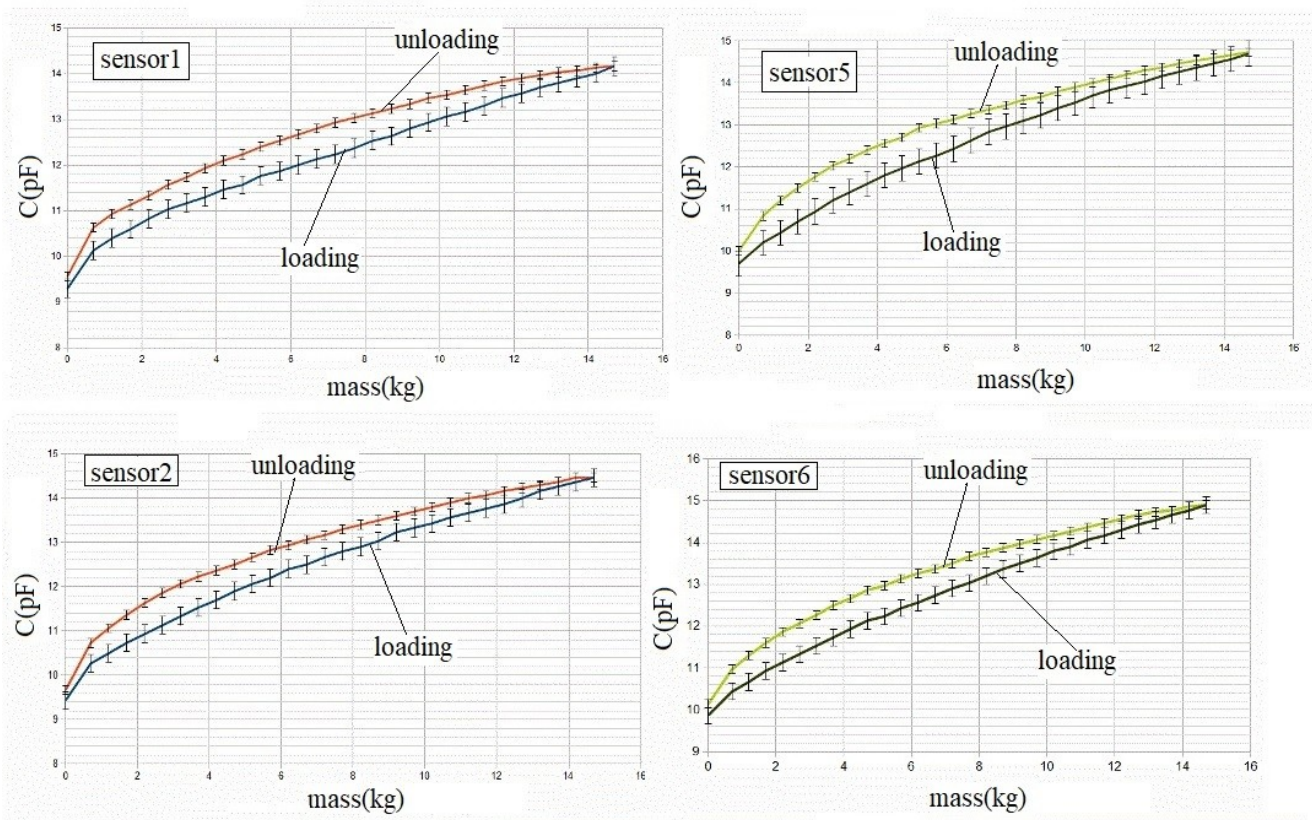 sensor1
unloading
loading
C(pF)
15
14
13
12
11
10
9
8
0 2 4 6 8 10 12 14 16
mass(kg)
sensor5
unloading
loading
C(pF)
15
14
13
12
11
10
9
8
0 2 4 6 8 10 12 14 16
mass(kg)
sensor2
unloading
loading
C(pF)
15
14
13
12
11
10
9
8
0 2 4 6 8 10 12 14 16
mass(kg)
sensor6
unloading
loading
C(pF)
16
15
14
13
12
11
10
9
0 2 4 6 8 10 12 14 16
mass(kg)